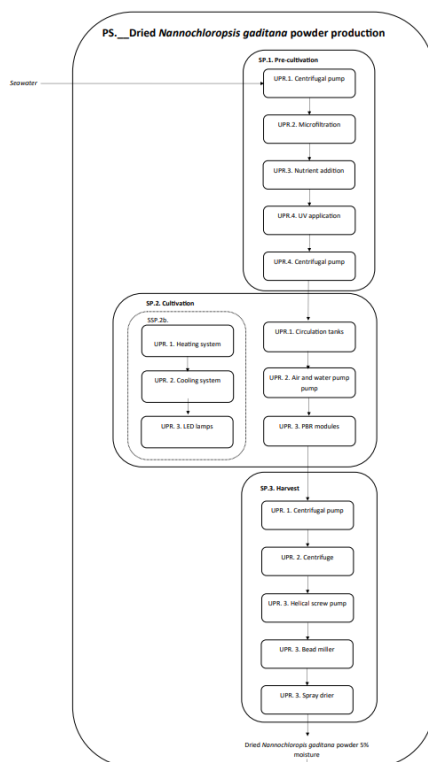 PS.__Dried Nannochloropsis gaditana powder production
SP.1. Pre-cultivation
Seawater
UPR.1. Centrifugal pump
UPR.2. Microfiltration
UPR.3. Nutrient addition
UPR.4. UV application
UPR.4. Centrifugal pump
SP.2. Cultivation
SSP.2b.
UPR. 1. Heating system
UPR. 2. Cooling system
UPR. 3. LED lamps
UPR.1. Circulation tanks
UPR. 2. Air and water pump
pump
UPR. 3. PBR modules
SP.3. Harvest
UPR. 1. Centrifugal pump
UPR. 2. Centrifuge
UPR. 3. Helical screw pump
UPR. 3. Bead miller
UPR. 3. Spray drier
Dried Nannochloropis gaditana powder 5%
moisture